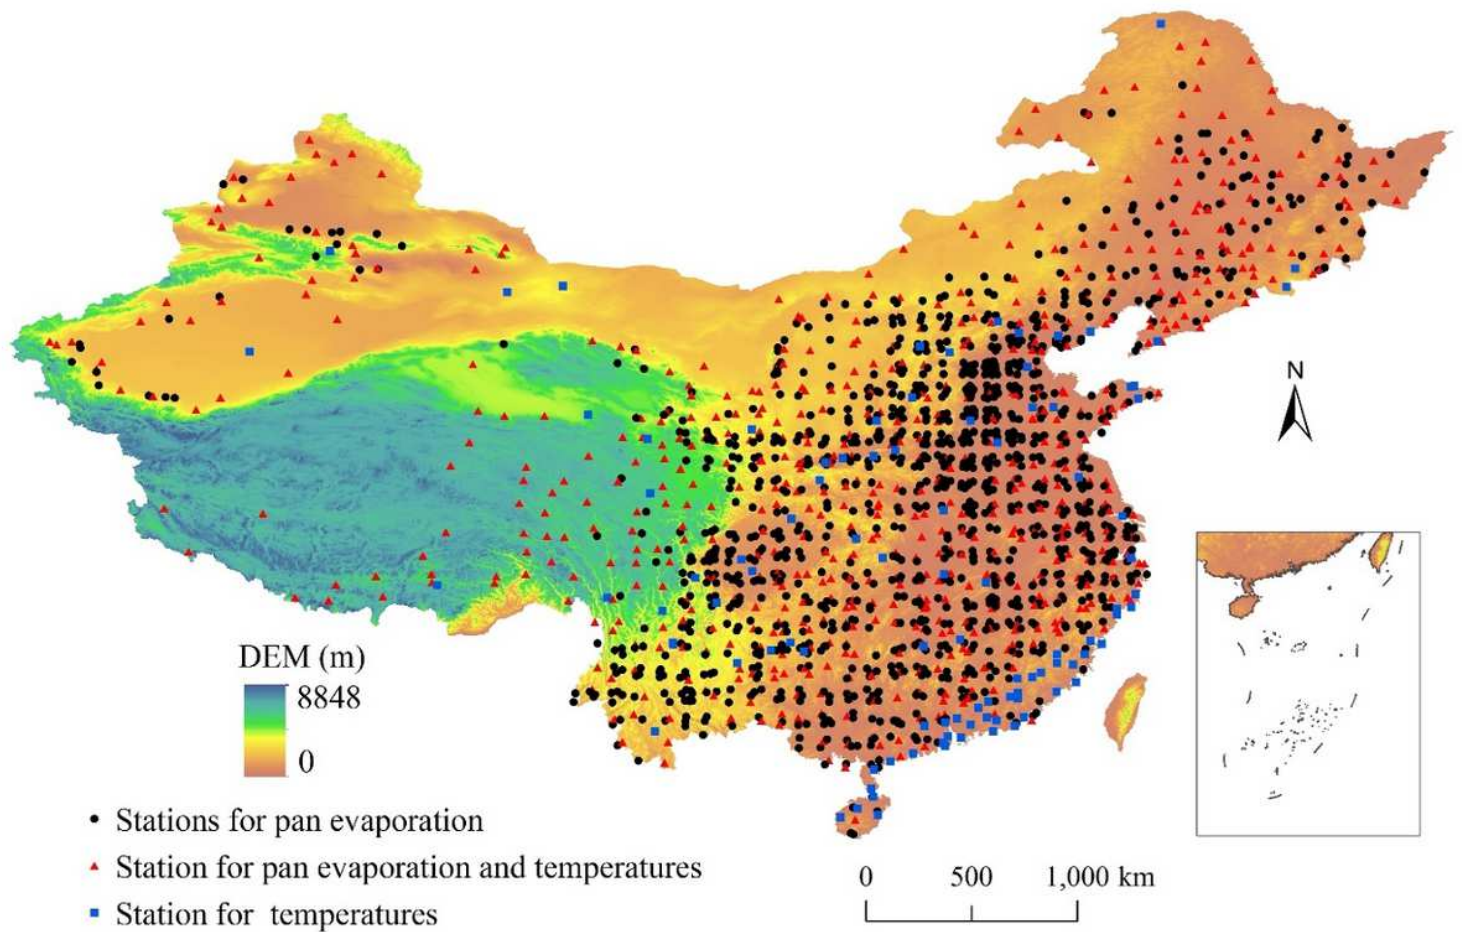 N
DEM (m)
8848
0
Stations for pan evaporation
Station for pan evaporation and temperatures
Station for temperatures
0 500 1,000 km